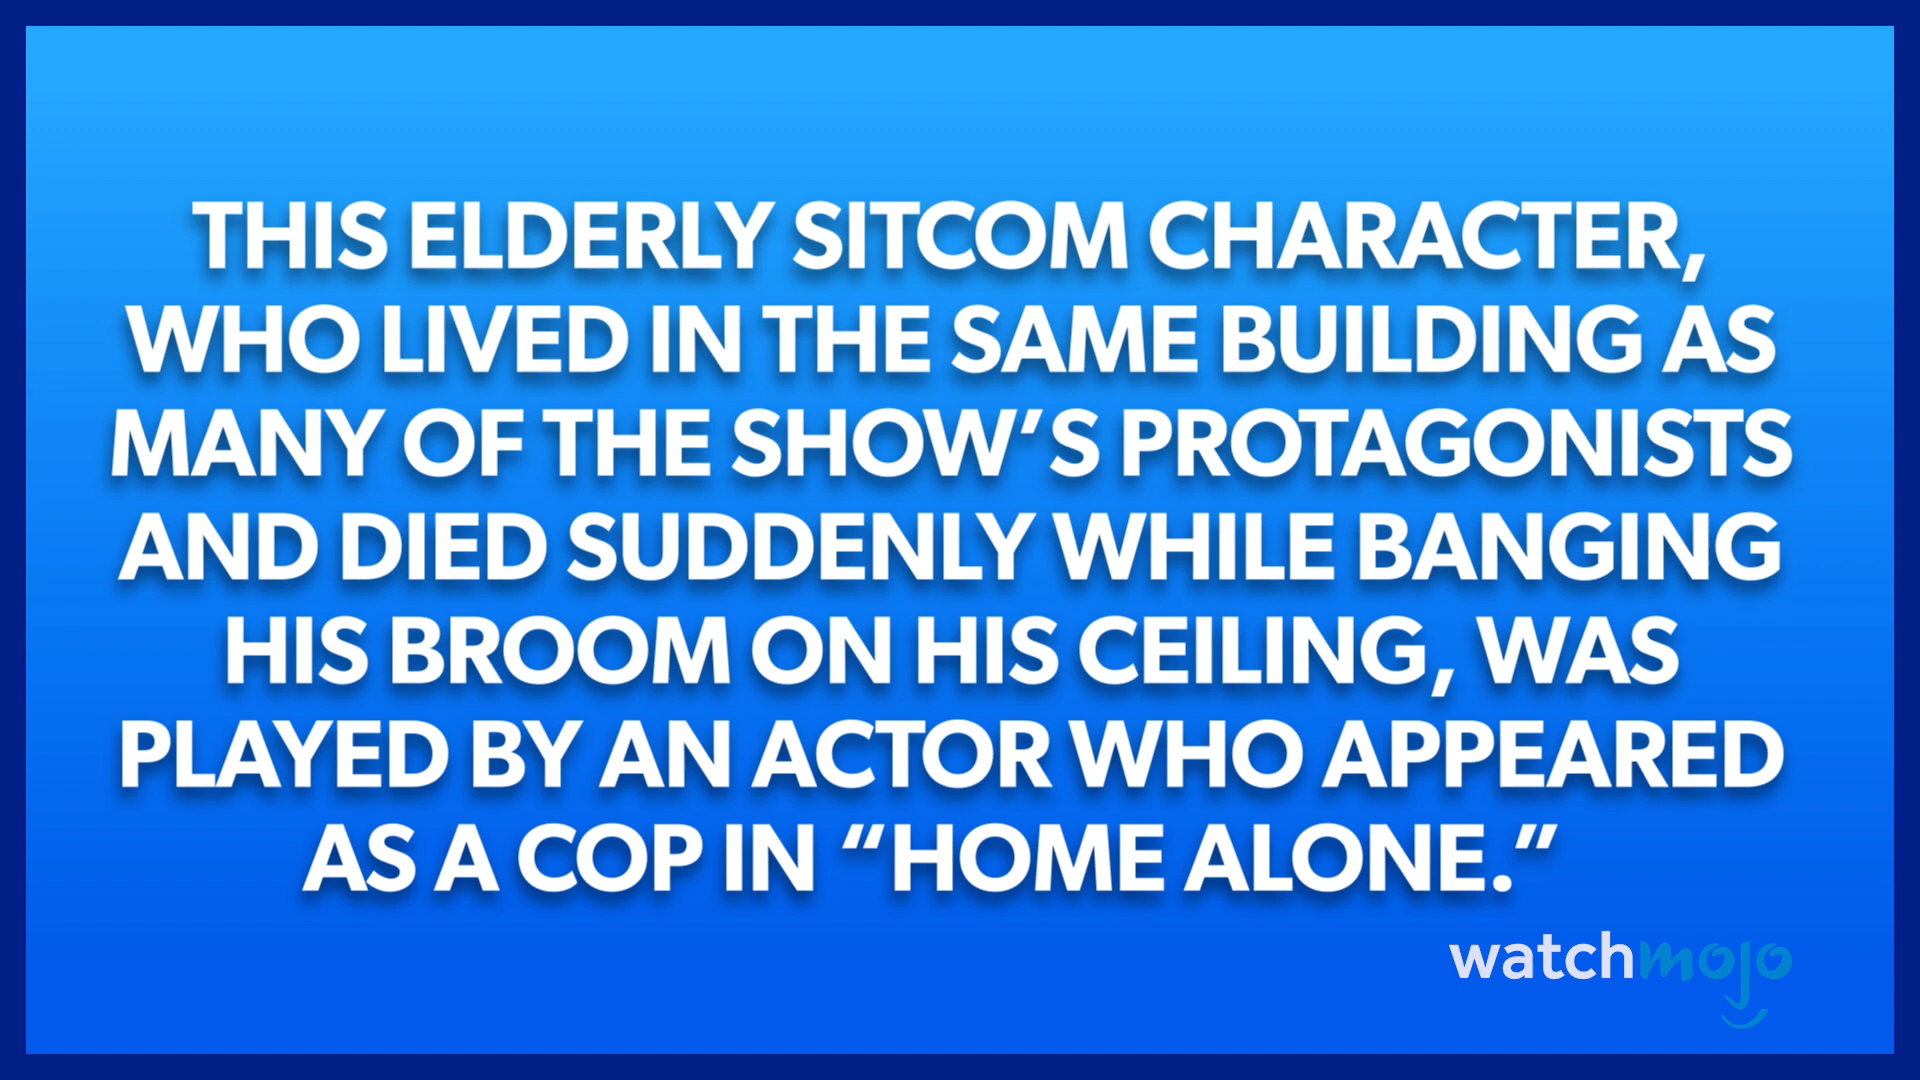 THIS ELDERLY SITCOM CHARACTER,
WHO LIVED IN THE SAME BUILDING AS
MANY OF THE SHOW’S PROTAGONISTS
AND DIED SUDDENLY WHILE BANGING
HIS BROOM ON HIS CEILING, WAS
PLAYED BY AN ACTOR WHO APPEARED
AS A COP IN “HOME ALONE.”
watchmojo